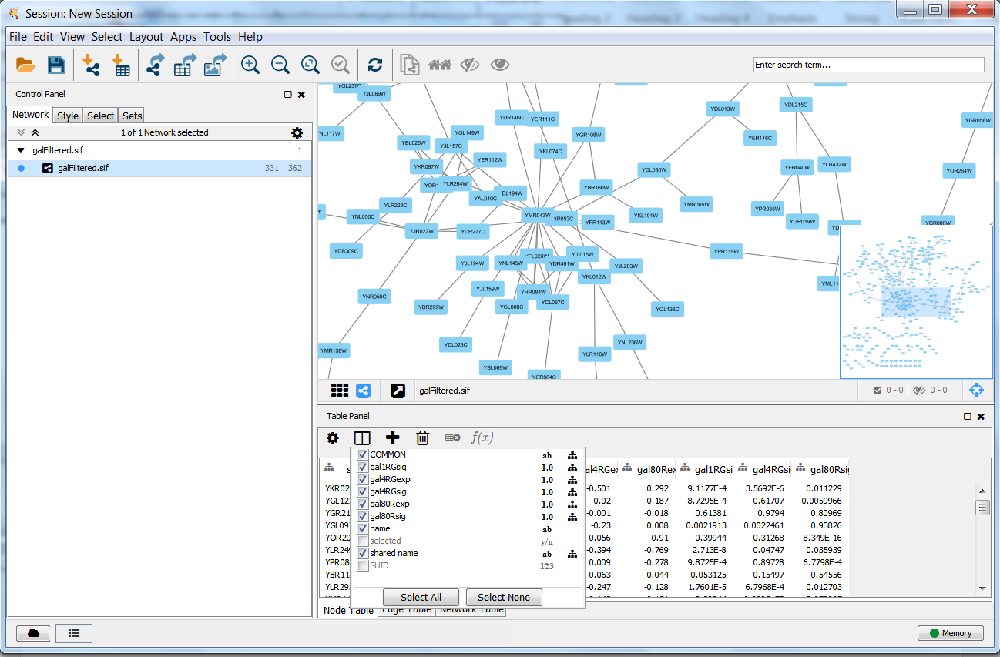 Session: New Session
File Edit View Select Layout Apps Tools Help
Enter search term...
Control Panel
Network Style Select Sets
1 of 1 Network selected
galFiltered.sif 1
galFiltered.sif 331 362
YGL237C
YJL089W
YDR146C
YER111C
YDL013W
YDL215C
YGR058W
YNL117W
YOL149W
YBL026W
YJL157C
YKL074C
YGR108W
YER116C
YER112W
YKR097W
YDL030W
YER040W
YLR432W
YOR264W
YOR1
YLR264W
DL194W
YBR160W
YAL040C
YLR229C
YMR005W
YPR035W
YNL050C
YMR043W
NR053C
YPR113W
YKL101W
YGR019W
YCR086W
YD
YJR022W
YDR277C
YDR309C
YPR119W
YFL026W
YIL015W
YJL194W
YNL145W
YDR461W
YJL203W
YKL012W
YML11
YJL159W
YHR084W
YNR050C
YDR299W
YGL008C
YCL067C
YOL136C
YDL023C
YNL236W
YMR138W
YLR116W
YBL069W
YCR084C
galFiltered.sif 0 - 0 0 - 0
Table Panel
f(x)
COMMON ab
gal1RGsig 1.0
gal4RGexp 1.0
gal4RGsig 1.0
gal80Rexp 1.0
gal80Rsig 1.0
name ab
selected y/n
shared name ab
SUID 123
Select All Select None
s al4RGex gal80Rex gal1RGsi gal4RGsi gal80Rsi
YKR02 -0.501 0.292 9.1177E-4 3.5692E-6 0.011229
YGL12 0.02 0.187 8.7295E-4 0.61707 0.0059966
YGR21 -0.001 -0.018 0.61381 0.9794 0.80969
YGL09 -0.23 0.008 0.0021913 0.0022461 0.93826
YOR20 -0.056 -0.91 0.39944 0.31268 8.349E-16
YLR24 -0.394 -0.769 2.713E-8 0.04747 0.035939
YPR08 0.009 -0.278 9.8725E-4 0.89728 6.7798E-4
YBR11 -0.063 0.044 0.053125 0.15497 0.54556
YLR29 -0.247 -0.128 1.7601E-5 6.7968E-4 0.012703
Node Table Edge Table Network Table
Memory